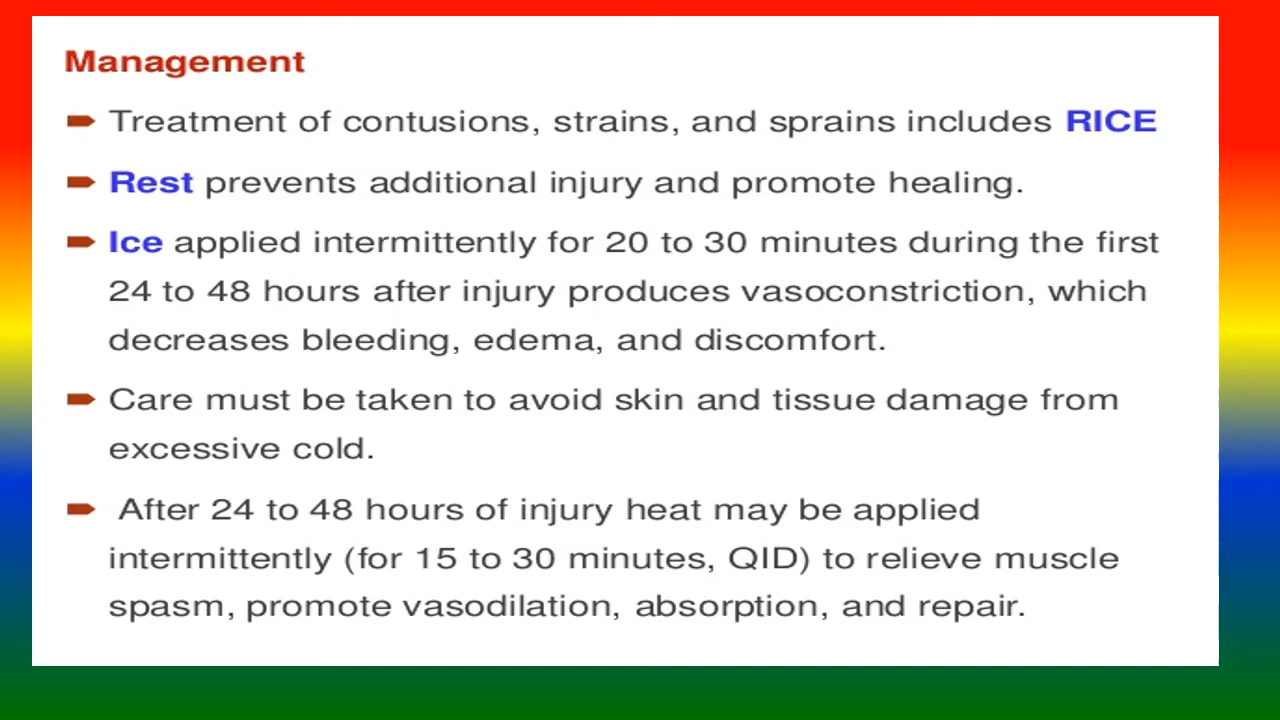 Management
Treatment of contusions, strains, and sprains includes RICE
Rest prevents additional injury and promote healing.
Ice applied intermittently for 20 to 30 minutes during the first
24 to 48 hours after injury produces vasoconstriction, which
decreases bleeding, edema, and discomfort.
Care must be taken to avoid skin and tissue damage from
excessive cold.
After 24 to 48 hours of injury heat may be applied
intermittently (for 15 to 30 minutes, QID) to relieve muscle
spasm, promote vasodilation, absorption, and repair.